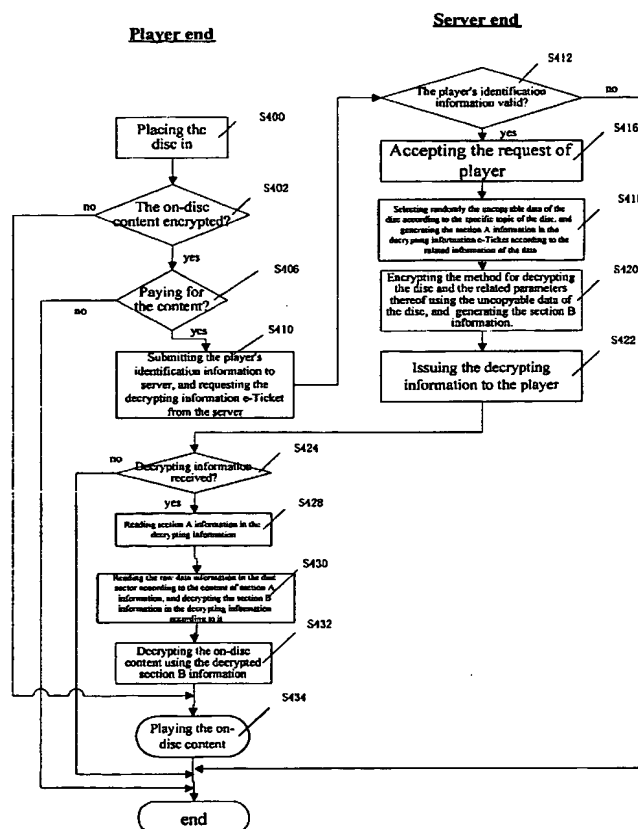 Player end
Server end
S400
Placing the
disc in
S402
no
The on-disc
content encrypted?
yes
S406
no
Paying for
the content?
yes
S410
Submitting the player's
identification information to
server, and requesting the
decrypting information e-Ticket
from the server
S412
The player's identification
information valid?
no
yes
S416
Accepting the request of
player
S418
Selecting randomly the uncopyable data of the
disc according to the specific topic of the disc, and
generating the section A information in the
decrypting information e-Ticket according to the
related information of the data
S420
Encrypting the method for decrypting
the disc and the related parameters
thereof using the uncopyable data of
the disc, and generating the section B
information.
S422
Issuing the decrypting
information to the player
S424
no
Decrypting information
received?
yes
S428
Reading section A information in the
decrypting information
S430
Reading the raw data information in the disc
sector according to the content of section A
information, and decrypting the section B
information in the decrypting information
according to it
S432
Decrypting the on-disc
content using the decrypted
section B information
S434
Playing the on-
disc content
end